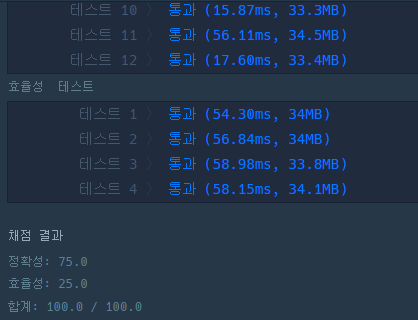 테스트 10 〉 통과 (15.87ms, 33.3MB)
테스트 11 〉 통과 (56.11ms, 34.5MB)
테스트 12 〉 통과 (17.60ms, 33.4MB)
효율성 테스트
테스트 1 〉 통과 (54.30ms, 34MB)
테스트 2 〉 통과 (56.84ms, 34MB)
테스트 3 〉 통과 (58.98ms, 33.8MB)
테스트 4 〉 통과 (58.15ms, 34.1MB)
채점 결과
정확성: 75.0
효율성: 25.0
합계: 100.0 / 100.0